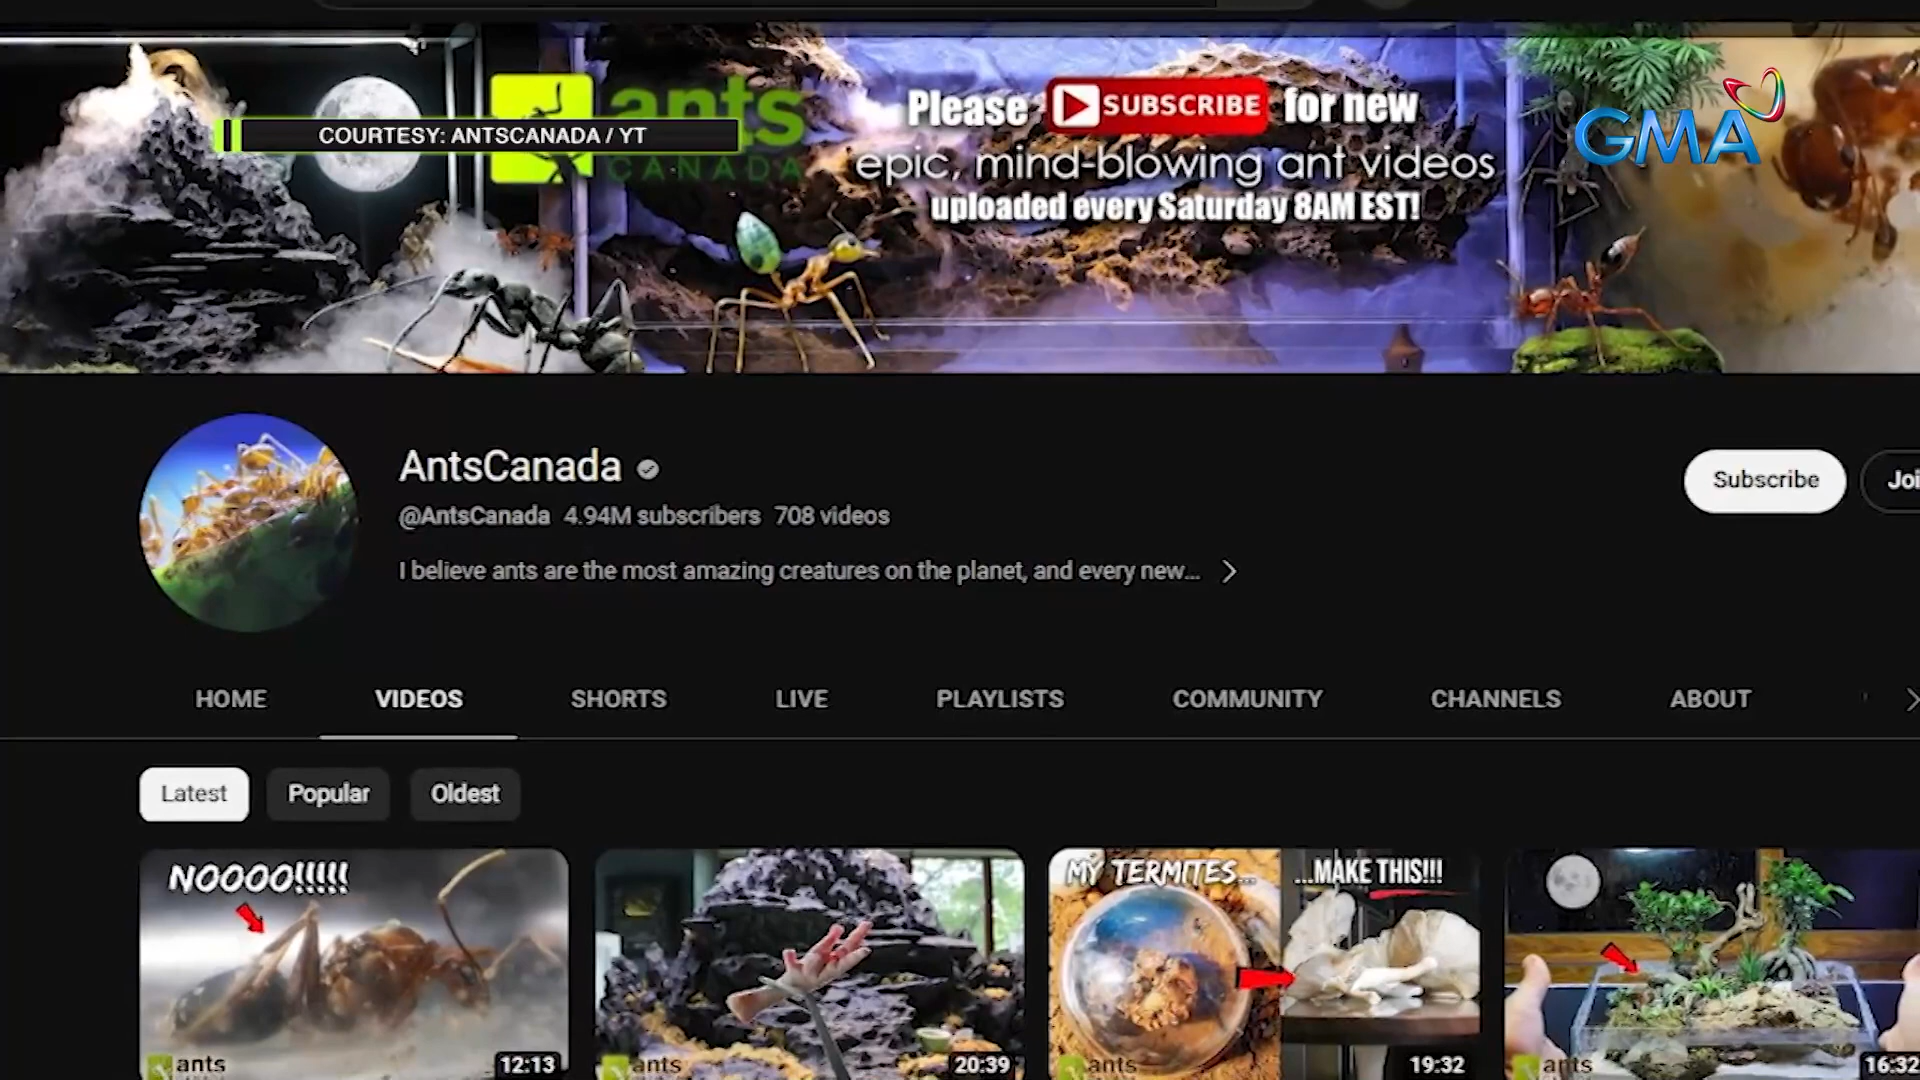 COURTESY: ANTSCANADA / YT
ants
CANADA
Please SUBSCRIBE for new
epic, mind-blowing ant videos
uploaded every Saturday 8AM EST!
GMA
AntsCanada
@AntsCanada 4.94M subscribers 708 videos
I believe ants are the most amazing creatures on the planet, and every new...
Subscribe
Joi
HOME VIDEOS SHORTS LIVE PLAYLISTS COMMUNITY CHANNELS ABOUT
Latest Popular Oldest
NOOOO!!!!!
ants
12:13
ants
20:39
MY TERMITES...
...MAKE THIS!!!
ants
19:32
ants
16:32